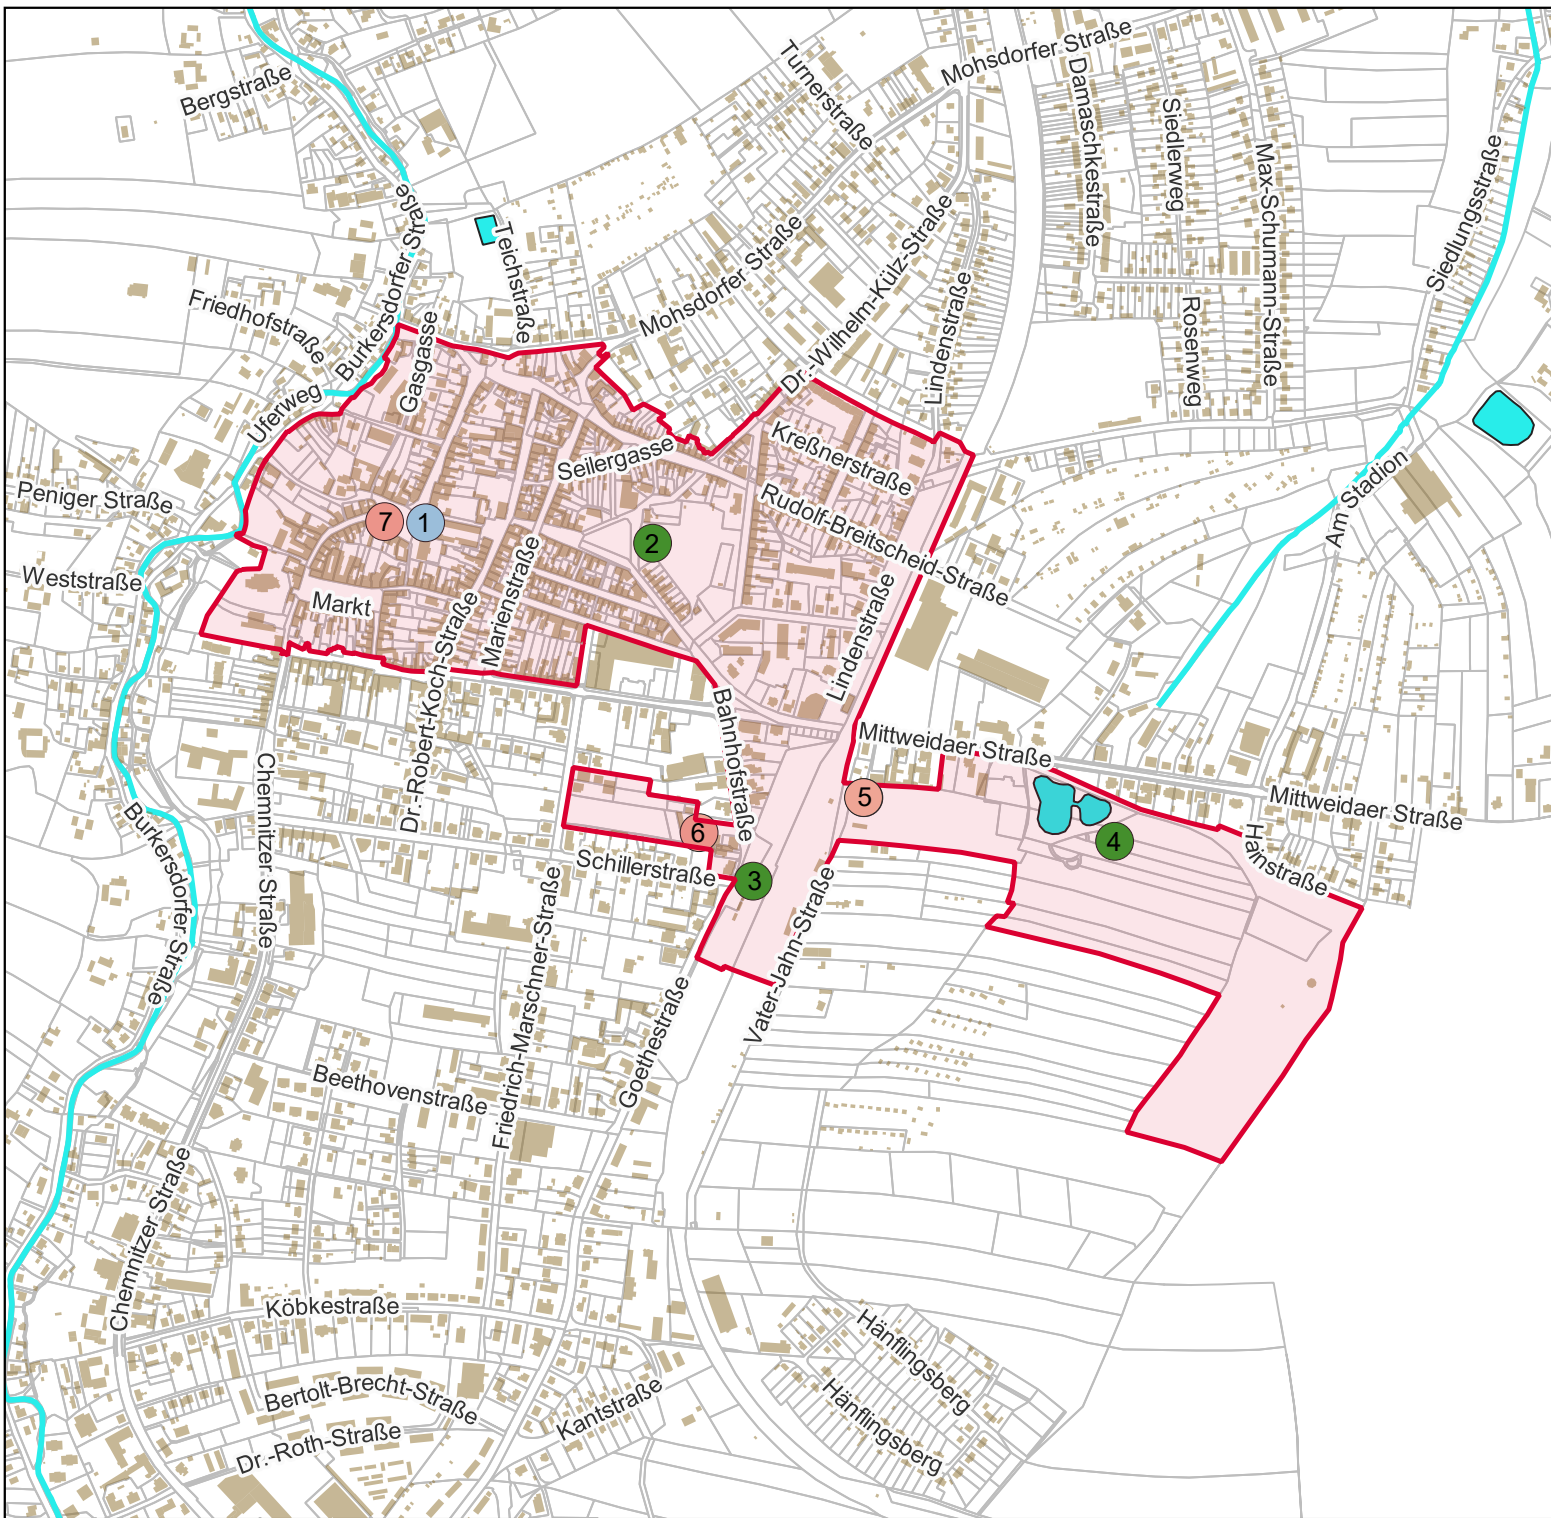 Bergstraße
Turnerstraße
Mohsdorfer Straße
Damaschkestraße
Siedlerweg
Max-Schumann-Straße
Siedlungsstraße
Burkersdorfer Straße
Teichstraße
Mohsdorfer Straße
Dr.-Wilhelm-Külz-Straße
Lindenstraße
Rosenweg
Friedhofstraße
Gasgasse
Uferweg
Seilergasse
Kreßnerstraße
Rudolf-Breitscheid-Straße
Am Stadion
Peniger Straße
7
1
2
Weststraße
Markt
Dr.-Robert-Koch-Straße
Marienstraße
Lindenstraße
Bahnhofstraße
Mittweidaer Straße
Mittweidaer Straße
5
6
4
3
Hainstraße
Chemnitzer Straße
Burkersdorfer Straße
Schillerstraße
Vater-Jahn-Straße
Friedrich-Marschner-Straße
Goethestraße
Beethovenstraße
Chemnitzer Straße
Köbkestraße
Hänflingsberg
Hänflingsberg
Bertolt-Brecht-Straße
Kantstraße
Dr.-Roth-Straße